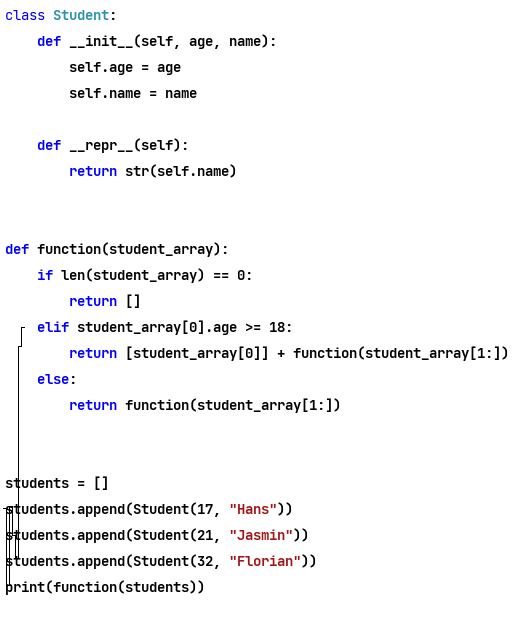 class Student:
    def __init__(self, age, name):
        self.age = age
        self.name = name

    def __repr__(self):
        return str(self.name)


def function(student_array):
    if len(student_array) == 0:
        return []
    elif student_array[0].age >= 18:
        return [student_array[0]] + function(student_array[1:])
    else:
        return function(student_array[1:])


students = []
students.append(Student(17, "Hans"))
students.append(Student(21, "Jasmin"))
students.append(Student(32, "Florian"))
print(function(students))